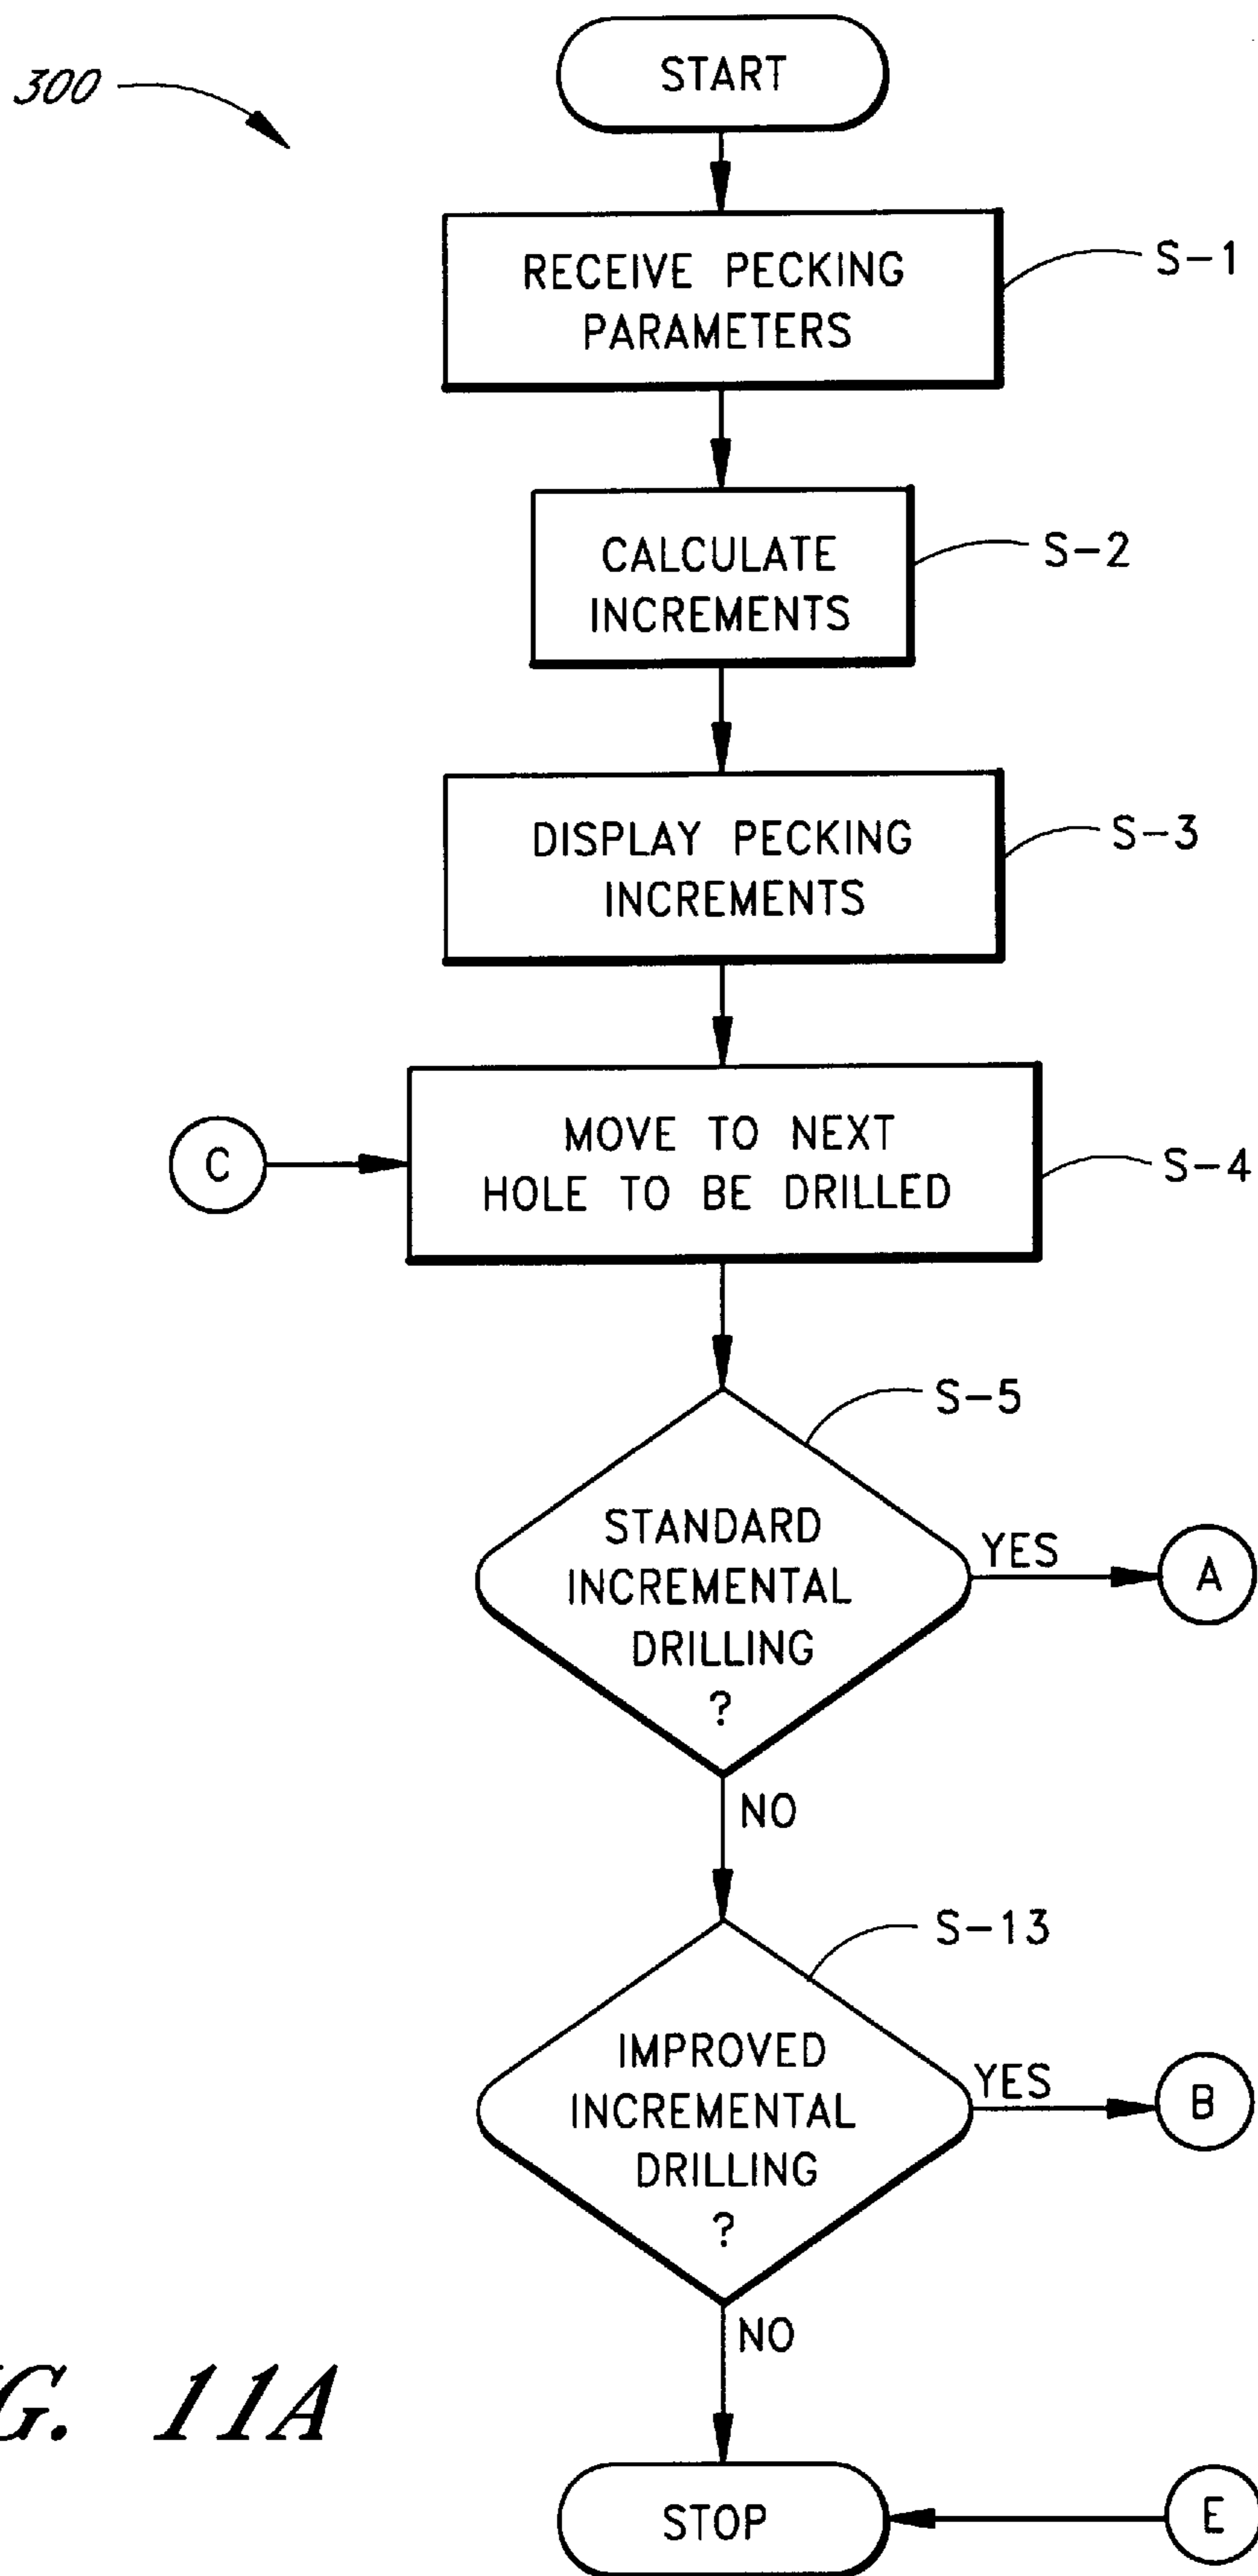 300
START
RECEIVE PECKING
PARAMETERS
S-1
CALCULATE
INCREMENTS
S-2
DISPLAY PECKING
INCREMENTS
S-3
C
MOVE TO NEXT
HOLE TO BE DRILLED
S-4
S-5
STANDARD
INCREMENTAL
DRILLING
?
YES
A
NO
S-13
IMPROVED
INCREMENTAL
DRILLING
?
YES
B
NO
G. 11A
STOP
E